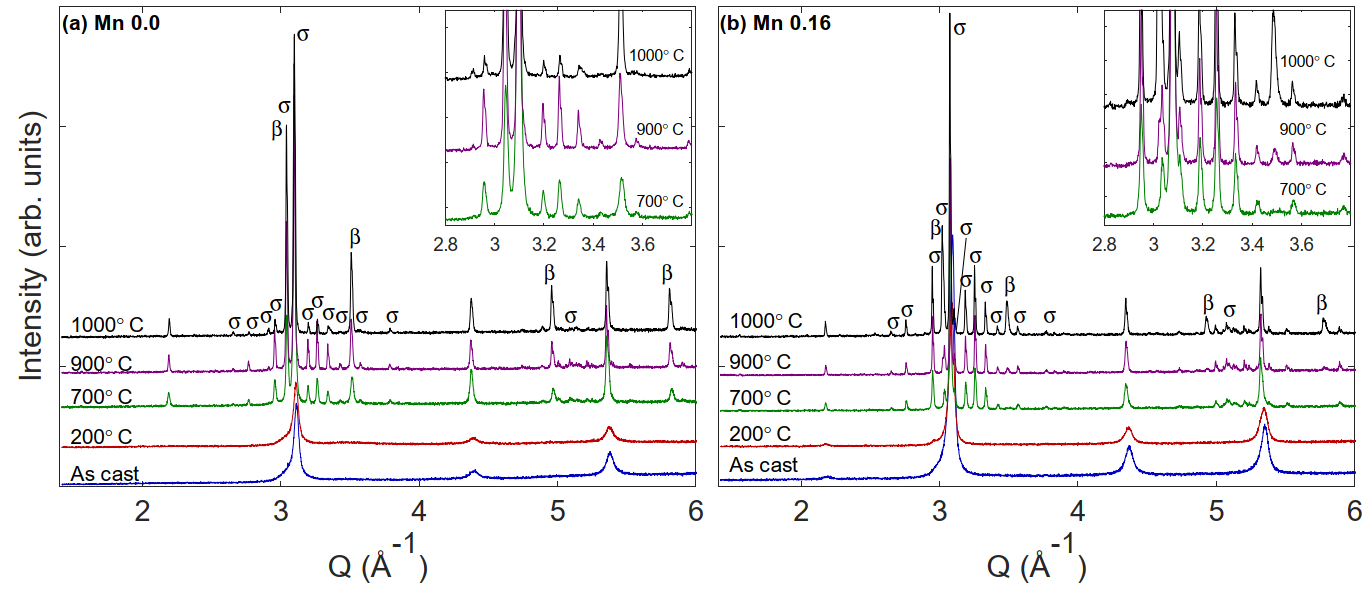 (a) Mn 0.0
σ
σ
β
β
β
β
σ
σ
σ
σ
σ
σ
σ
σ
σ
σ
σ
1000° C
900° C
700° C
200° C
As cast
1000° C
900° C
700° C
2.8 3 3.2 3.4 3.6
2 3 4 5 6
Q (Å-1)
Intensity (arb. units)
(b) Mn 0.16
σ
σ
β
σ
σ
σ
σ
σ
σ
σ
σ
β
σ
σ
σ
β
σ
β
1000° C
900° C
700° C
200° C
As cast
1000° C
900° C
700° C
2.8 3 3.2 3.4 3.6
2 3 4 5 6
Q (Å-1)